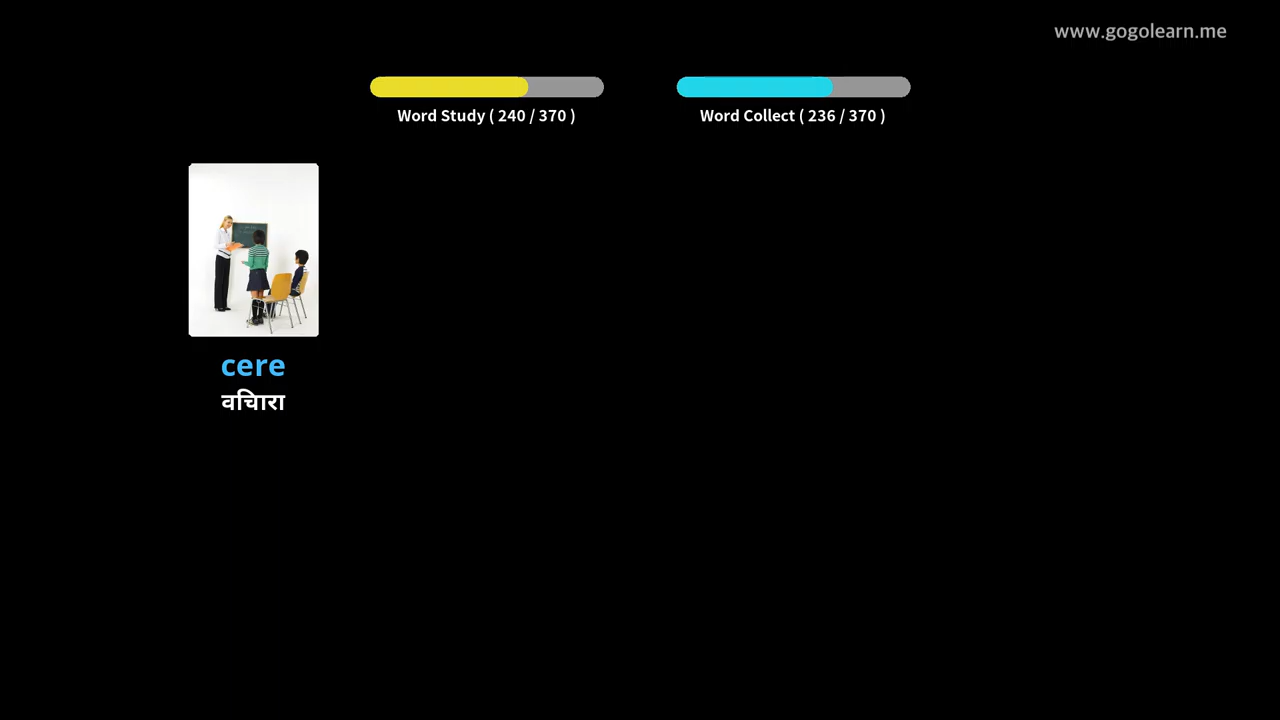 www.gogolearn.me
Word Study ( 240 / 370 )
Word Collect ( 236 / 370 )
cere
वचिारा